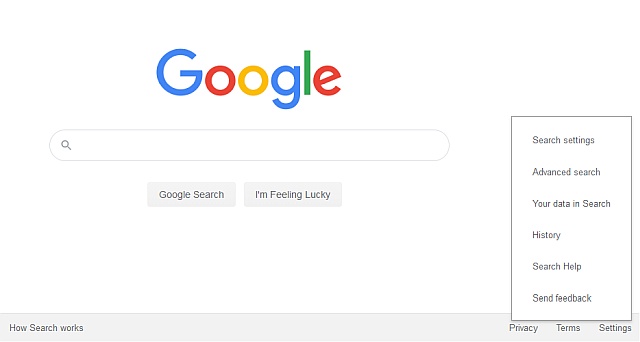 Google
Google Search
I'm Feeling Lucky
Search settings
Advanced search
Your data in Search
History
Search Help
Send feedback
How Search works
Privacy
Terms
Settings